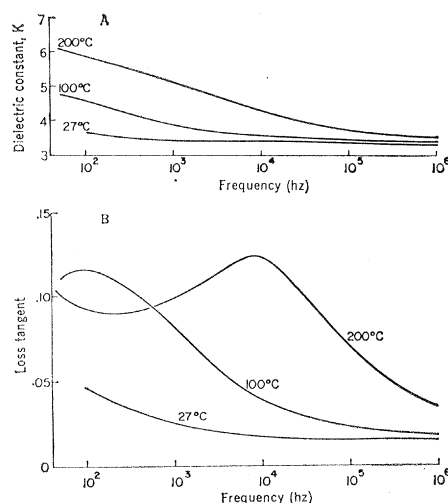 A
Dielectric constant, K
7
6
5
4
3
200°C
100°C
27°C
10² 10³ 10⁴ 10⁵ 10⁶
Frequency (hz)
B
Loss tangent
.15
.10
.05
0
200°C
100°C
27°C
10² 10³ 10⁴ 10⁵ 10⁶
Frequency (hz)